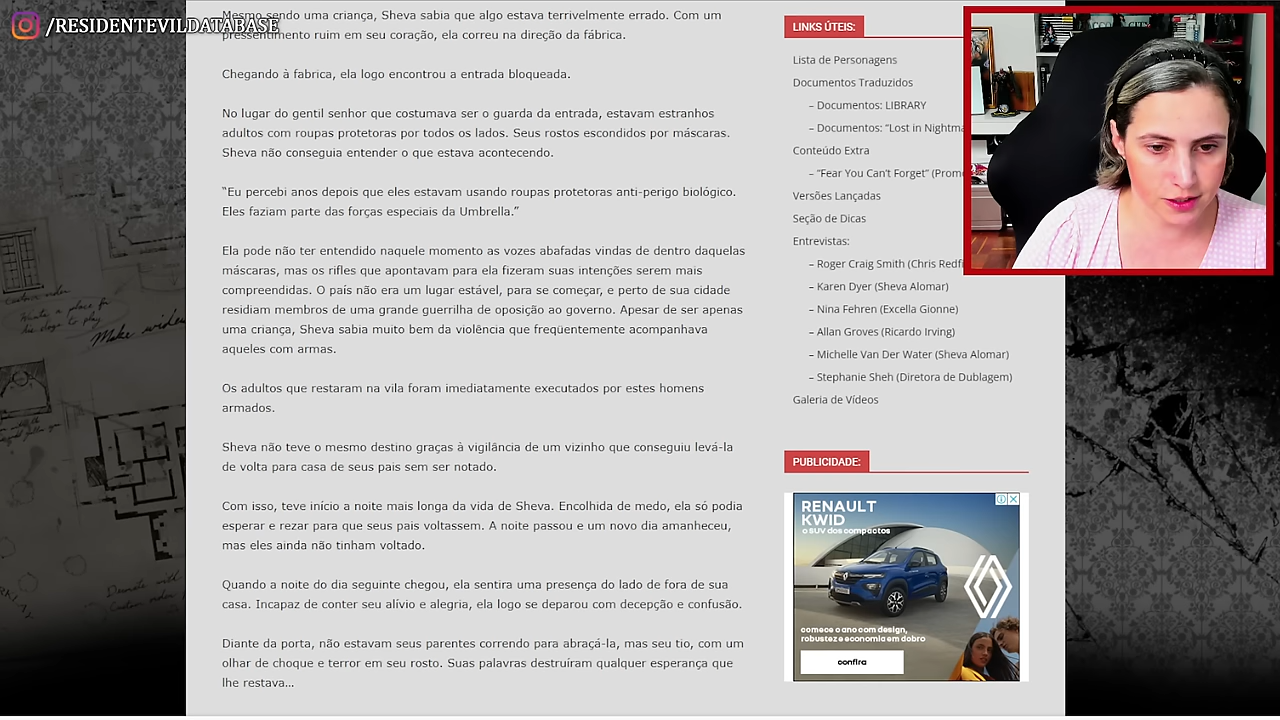 Mesmo sendo uma criança, Sheva sabia que algo estava terrivelmente errado. Com um
pressentimento ruim em seu coração, ela correu na direção da fábrica.
/RESIDENTEVILDATABASE
Chegando à fabrica, ela logo encontrou a entrada bloqueada.
No lugar do gentil senhor que costumava ser o guarda da entrada, estavam estranhos
adultos com roupas protetoras por todos os lados. Seus rostos escondidos por máscaras.
Sheva não conseguia entender o que estava acontecendo.
“Eu percebi anos depois que eles estavam usando roupas protetoras anti-perigo biológico.
Eles faziam parte das forças especiais da Umbrella.”
Ela pode não ter entendido naquele momento as vozes abafadas vindas de dentro daquelas
máscaras, mas os rifles que apontavam para ela fizeram suas intenções serem mais
compreendidas. O país não era um lugar estável, para se começar, e perto de sua cidade
residiam membros de uma grande guerrilha de oposição ao governo. Apesar de ser apenas
uma criança, Sheva sabia muito bem da violência que freqüentemente acompanhava
aqueles com armas.
Os adultos que restaram na vila foram imediatamente executados por estes homens
armados.
Sheva não teve o mesmo destino graças à vigilância de um vizinho que conseguiu levá-la
de volta para casa de seus pais sem ser notado.
Com isso, teve início a noite mais longa da vida de Sheva. Encolhida de medo, ela só podia
esperar e rezar para que seus pais voltassem. A noite passou e um novo dia amanheceu,
mas eles ainda não tinham voltado.
Quando a noite do dia seguinte chegou, ela sentira uma presença do lado de fora de sua
casa. Incapaz de conter seu alívio e alegria, ela logo se deparou com decepção e confusão.
Diante da porta, não estavam seus parentes correndo para abraçá-la, mas seu tio, com um
olhar de choque e terror em seu rosto. Suas palavras destruíram qualquer esperança que
lhe restava...
LINKS ÚTEIS:
Lista de Personagens
Documentos Traduzidos
– Documentos: LIBRARY
– Documentos: “Lost in Nightma
Conteúdo Extra
– “Fear You Can’t Forget” (Promo
Versões Lançadas
Seção de Dicas
Entrevistas:
– Roger Craig Smith (Chris Redfi
– Karen Dyer (Sheva Alomar)
– Nina Fehren (Excella Gionne)
– Allan Groves (Ricardo Irving)
– Michelle Van Der Water (Sheva Alomar)
– Stephanie Sheh (Diretora de Dublagem)
Galeria de Vídeos
PUBLICIDADE:
RENAULT
KWID
o SUV dos compactos
comece o ano com design,
robustez e economia em dobro
confira